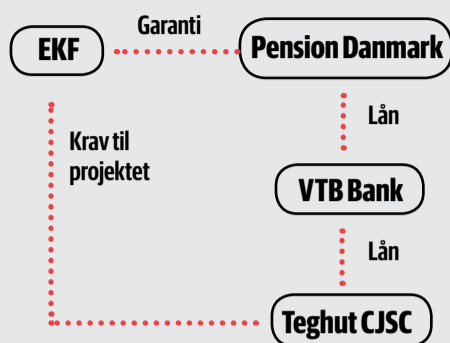 Garanti
EKF
Pension Danmark
Lån
Krav til
projektet
VTB Bank
Lån
Teghut CJSC